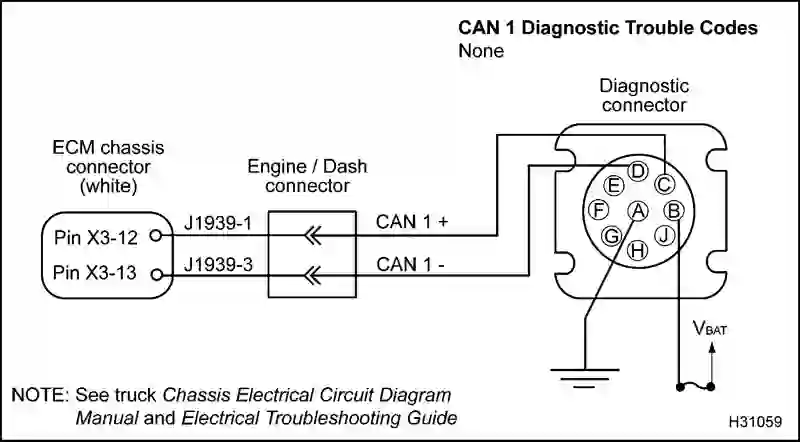 CAN 1 Diagnostic Trouble Codes
None
Diagnostic
connector
ECM chassis
connector
(white)
Engine / Dash
connector
Pin X3-12
J1939-1
CAN 1 +
Pin X3-13
J1939-3
CAN 1 -
D
E
C
F
A
B
G
J
H
VBAT
NOTE: See truck Chassis Electrical Circuit Diagram
Manual and Electrical Troubleshooting Guide
H31059